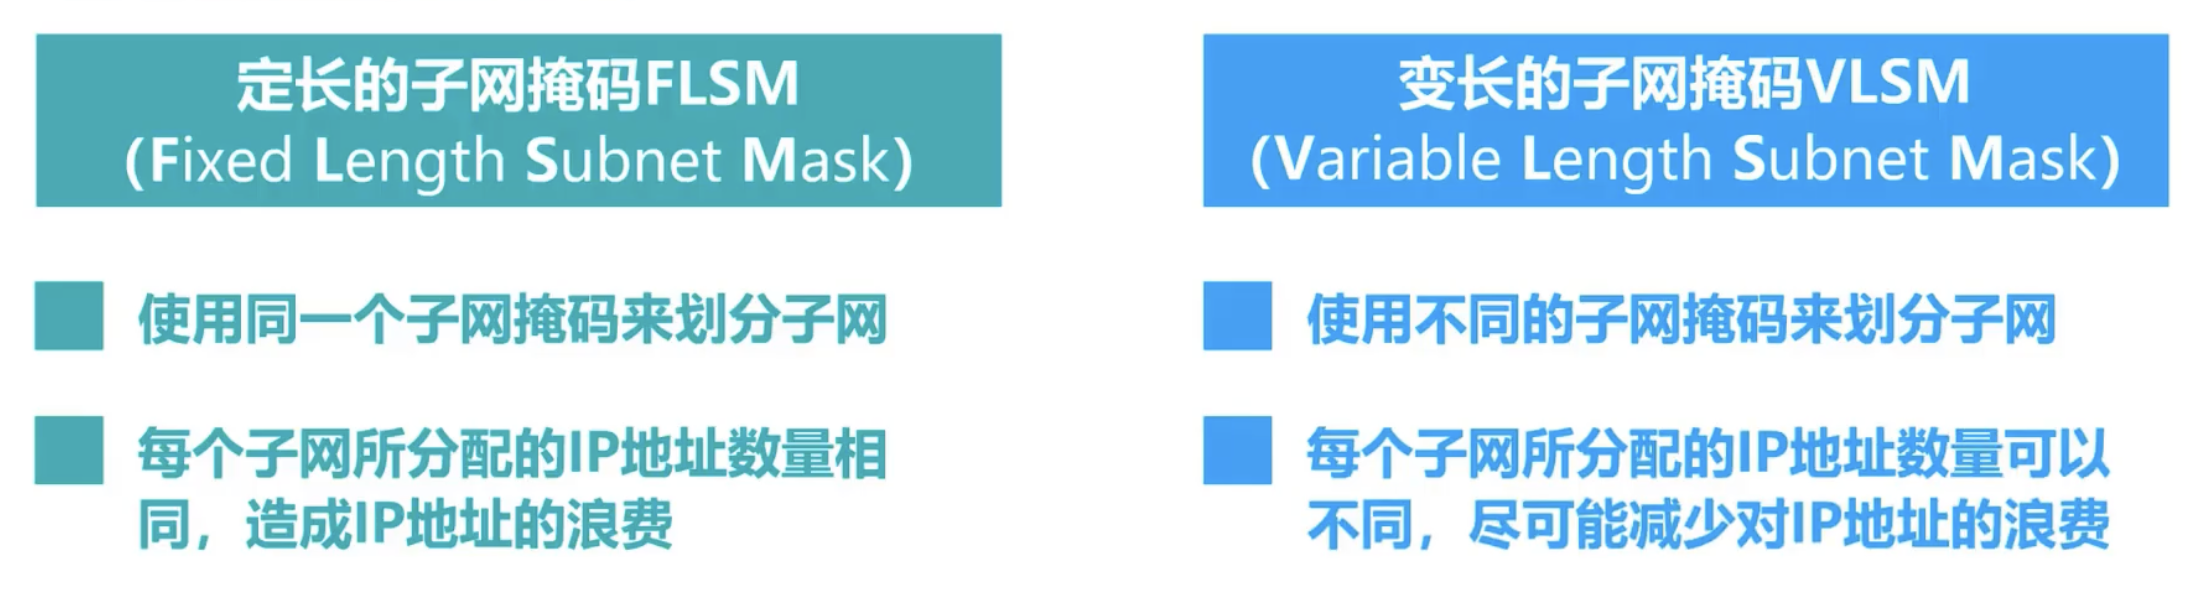 定长的子网掩码FLSM
(Fixed Length Subnet Mask)
使用同一个子网掩码来划分子网
每个子网所分配的IP地址数量相
同，造成IP地址的浪费
变长的子网掩码VLSM
(Variable Length Subnet Mask)
使用不同的子网掩码来划分子网
每个子网所分配的IP地址数量可以
不同，尽可能减少对IP地址的浪费